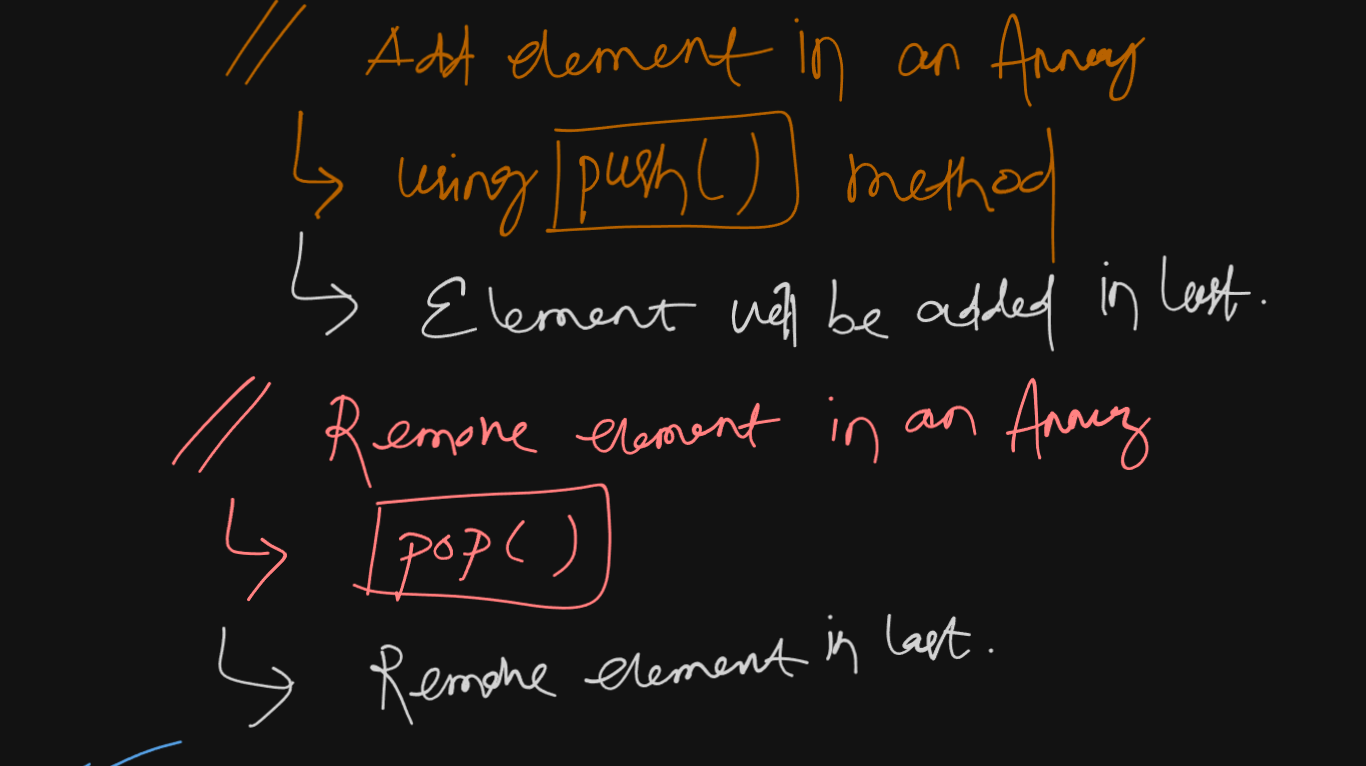 // Add element in an Array
↳ using push() method
↳ Element will be added in last.
// Remove element in an Array
↳ pop()
↳ Remove element in last.